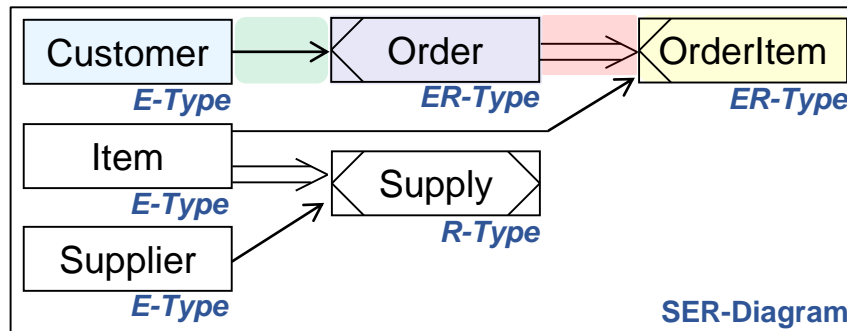 Customer
E-Type
Order
ER-Type
OrderItem
ER-Type
Item
E-Type
Supply
R-Type
Supplier
E-Type
SER-Diagram